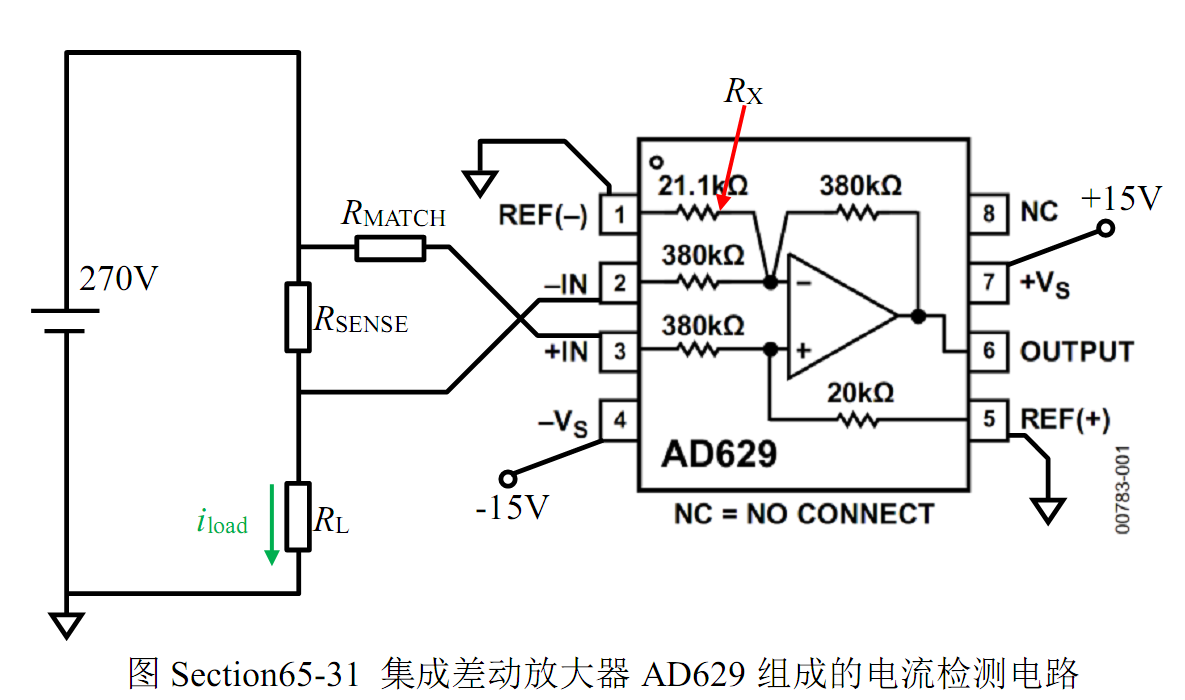 RX
21.1kΩ
380kΩ
REF(–)
1
8
NC
+15V
RMATCH
380kΩ
270V
–IN
2
–
7
+VS
RSENSE
380kΩ
+IN
3
+
6
OUTPUT
20kΩ
–VS
4
5
REF(+)
AD629
-15V
NC = NO CONNECT
iload
RL
00783-001
图 Section65-31 集成差动放大器 AD629 组成的电流检测电路